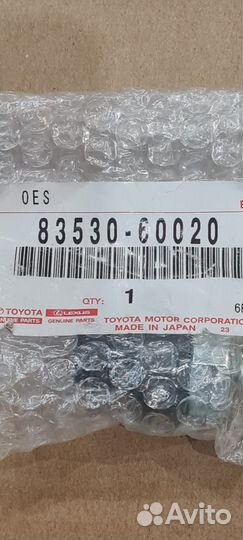 OES
83530-60020
QTY: 1
TOYOTA LEXUS
GENUINE PARTS GENUINE PARTS
TOYOTA MOTOR CORPORATION
MADE IN JAPAN 23
Avito